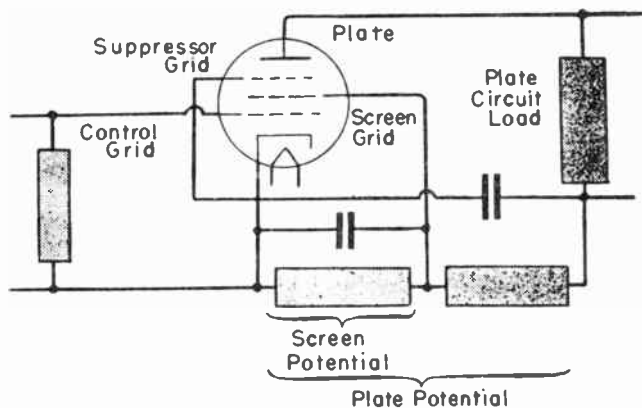 Suppressor
Grid
Plate
Plate
Circuit
Load
Control
Grid
Screen
Grid
Screen
Potential
Plate Potential